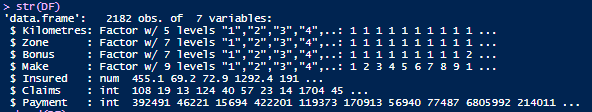 > str(DF)
'data.frame':   2182 obs. of  7 variables:
 $ Kilometres: Factor w/ 5 levels "1","2","3","4",..: 1 1 1 1 1 1 1 1 1 1 ...
 $ Zone      : Factor w/ 7 levels "1","2","3","4",..: 1 1 1 1 1 1 1 1 1 1 ...
 $ Bonus     : Factor w/ 7 levels "1","2","3","4",..: 1 1 1 1 1 1 1 1 1 2 ...
 $ Make      : Factor w/ 9 levels "1","2","3","4",..: 1 2 3 4 5 6 7 8 9 1 ...
 $ Insured   : num  455.1 69.2 72.9 1292.4 191 ...
 $ Claims    : int  108 19 13 124 40 57 23 14 1704 45 ...
 $ Payment   : int  392491 46221 15694 422201 119373 170913 56940 77487 6805992 214011 ...